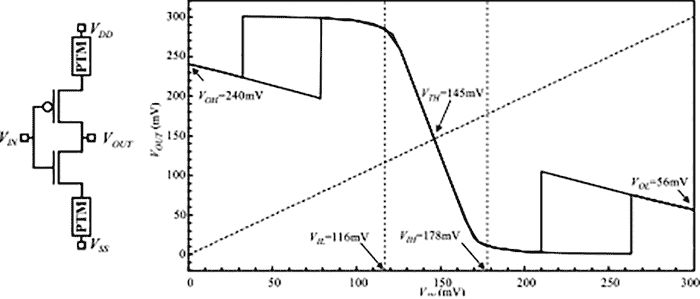 V_DD
PTM
V_IN
V_OUT
PTM
V_SS
V_OUT (mV)
300
250
200
150
100
50
0
V_OH=240mV
V_TH=145mV
V_OL=56mV
V_IL=116mV
V_IH=178mV
0
50
100
150
200
250
300